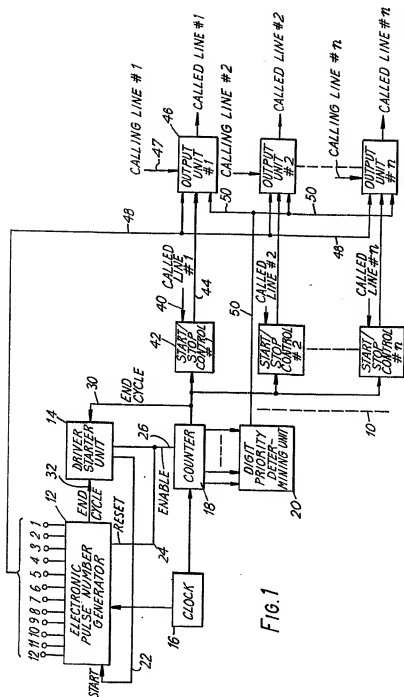 CALLING LINE #1
47
46
OUTPUT UNIT #1
CALLED LINE #1
CALLING LINE #2
OUTPUT UNIT #2
CALLED LINE #2
CALLING LINE #n
OUTPUT UNIT #n
CALLED LINE #n
48
50
50
48
CALLED LINE #1
40
44
42
START/STOP CONTROL #1
CALLED LINE #2
START/STOP CONTROL #2
CALLED LINE #n
START/STOP CONTROL #n
10
30
END CYCLE
14
DRIVER STARTER UNIT
32
END CYCLE
26
ENABLE
COUNTER
18
DIGIT PRIORITY DETER-MINING UNIT
20
12
12 11 10 9 8 7 6 5 4 3 2 1
ELECTRONIC PULSE NUMBER GENERATOR
START
RESET
24
22
CLOCK
16
FIG.1